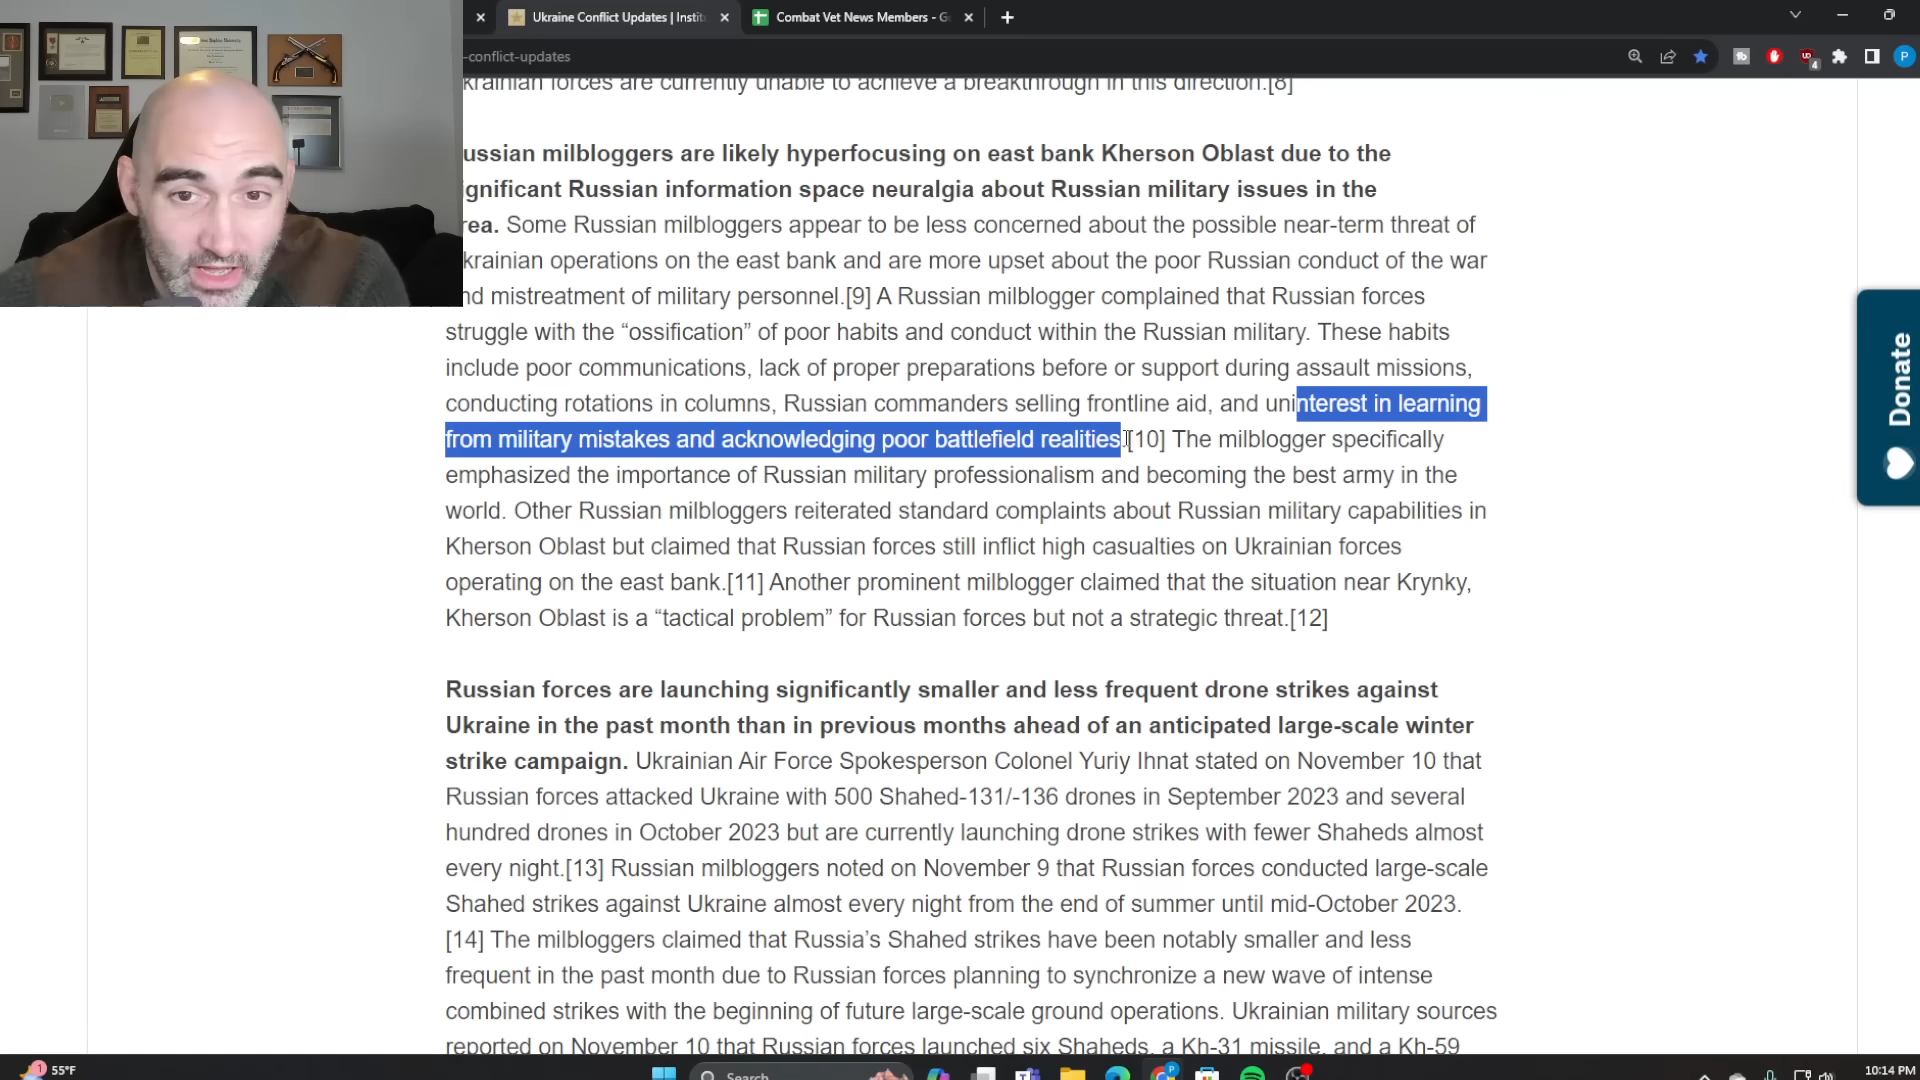 Ukraine Conflict Updates | Instit
Combat Vet News Members - G
-conflict-updates
krainian forces are currently unable to achieve a breakthrough in this direction.[8]
ussian milbloggers are likely hyperfocusing on east bank Kherson Oblast due to the
ignificant Russian information space neuralgia about Russian military issues in the
rea. Some Russian milbloggers appear to be less concerned about the possible near-term threat of
krainian operations on the east bank and are more upset about the poor Russian conduct of the war
nd mistreatment of military personnel.[9] A Russian milblogger complained that Russian forces
struggle with the “ossification” of poor habits and conduct within the Russian military. These habits
include poor communications, lack of proper preparations before or support during assault missions,
conducting rotations in columns, Russian commanders selling frontline aid, and uninterest in learning
from military mistakes and acknowledging poor battlefield realities.[10] The milblogger specifically
emphasized the importance of Russian military professionalism and becoming the best army in the
world. Other Russian milbloggers reiterated standard complaints about Russian military capabilities in
Kherson Oblast but claimed that Russian forces still inflict high casualties on Ukrainian forces
operating on the east bank.[11] Another prominent milblogger claimed that the situation near Krynky,
Kherson Oblast is a “tactical problem” for Russian forces but not a strategic threat.[12]
Russian forces are launching significantly smaller and less frequent drone strikes against
Ukraine in the past month than in previous months ahead of an anticipated large-scale winter
strike campaign. Ukrainian Air Force Spokesperson Colonel Yuriy Ihnat stated on November 10 that
Russian forces attacked Ukraine with 500 Shahed-131/-136 drones in September 2023 and several
hundred drones in October 2023 but are currently launching drone strikes with fewer Shaheds almost
every night.[13] Russian milbloggers noted on November 9 that Russian forces conducted large-scale
Shahed strikes against Ukraine almost every night from the end of summer until mid-October 2023.
[14] The milbloggers claimed that Russia’s Shahed strikes have been notably smaller and less
frequent in the past month due to Russian forces planning to synchronize a new wave of intense
combined strikes with the beginning of future large-scale ground operations. Ukrainian military sources
reported on November 10 that Russian forces launched six Shaheds, a Kh-31 missile, and a Kh-59
Donate
4
P
1
55°F
Search
10:14 PM